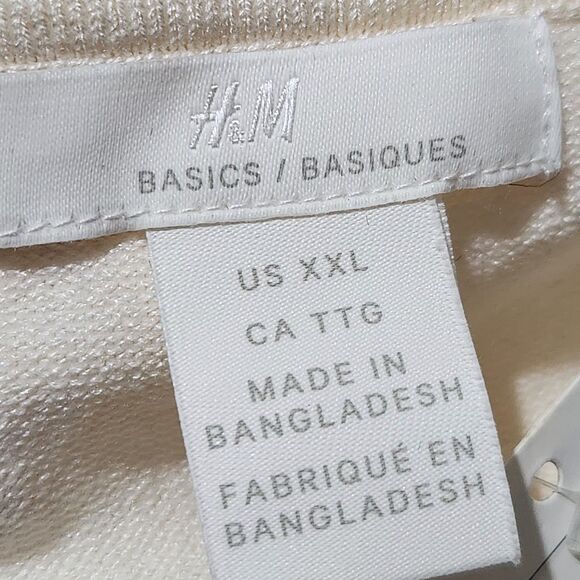 H&M
BASICS / BASIQUES
US XXL
CA TTG
MADE IN
BANGLADESH
FABRIQUÉ EN
BANGLADESH